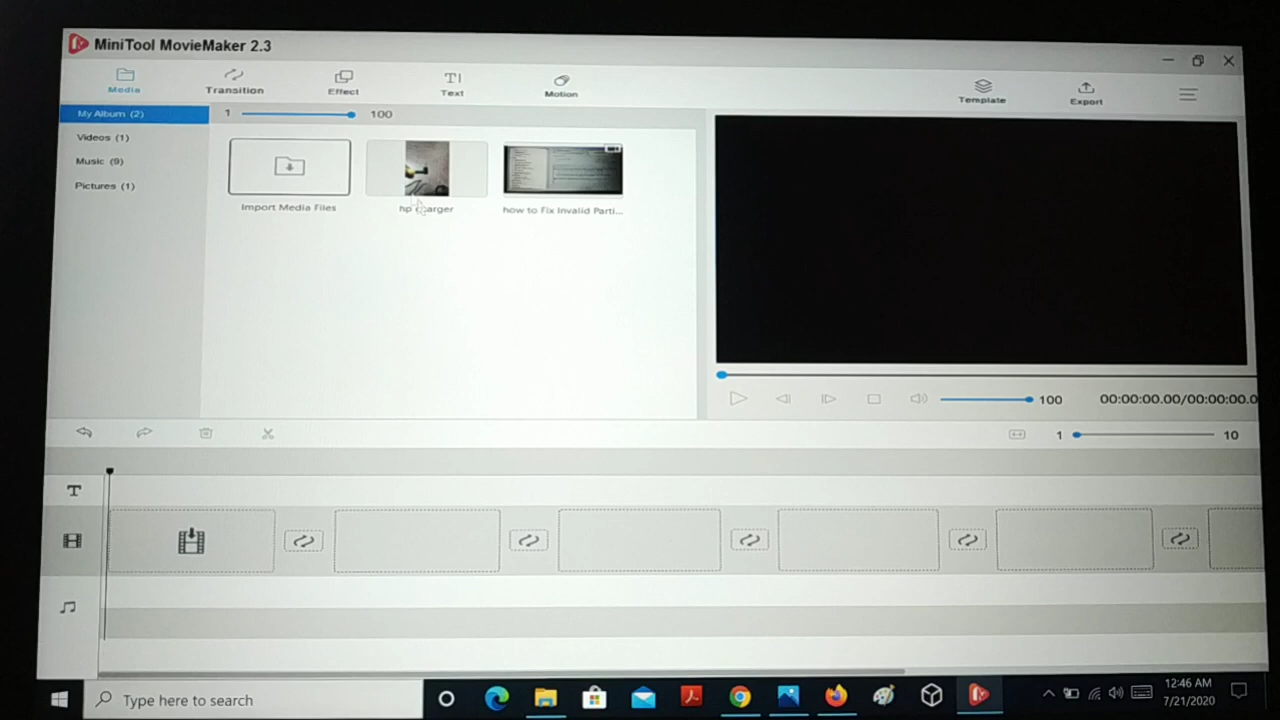 MiniTool MovieMaker 2.3
Media
Transition
Effect
Text
Motion
Template
Export
My Album (2)
1
100
Videos (1)
Music (9)
Pictures (1)
Import Media Files
hp charger
how to Fix Invalid Parti...
100
00:00:00.00/00:00:00.0
1
10
Type here to search
12:46 AM
7/21/2020